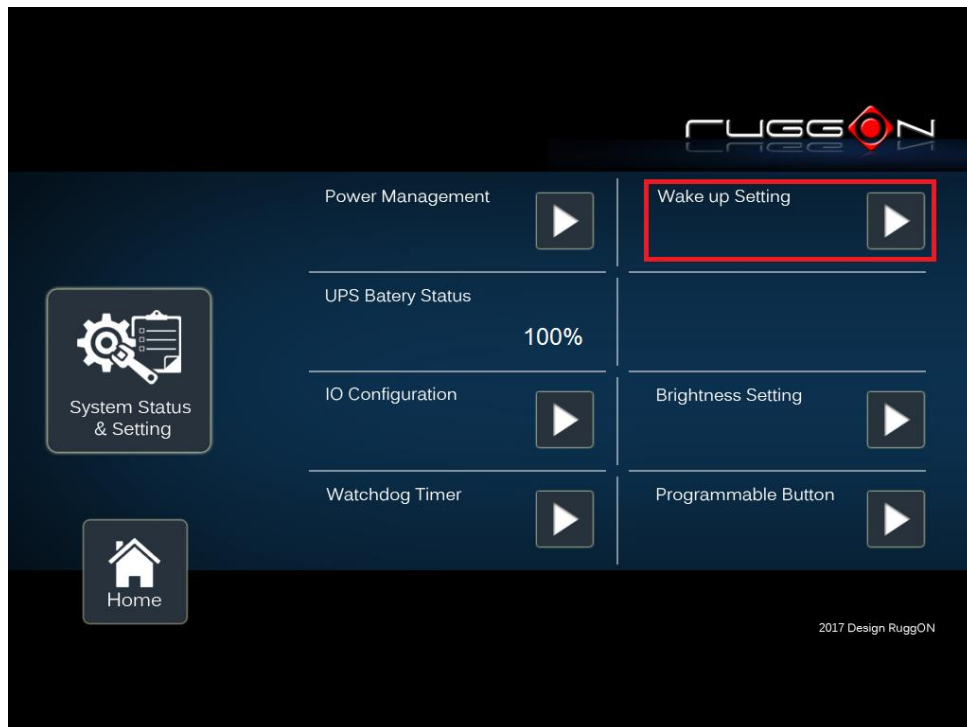 ruggon
Power Management
Wake up Setting
UPS Batery Status
100%
IO Configuration
Brightness Setting
System Status
& Setting
Watchdog Timer
Programmable Button
Home
2017 Design RuggON